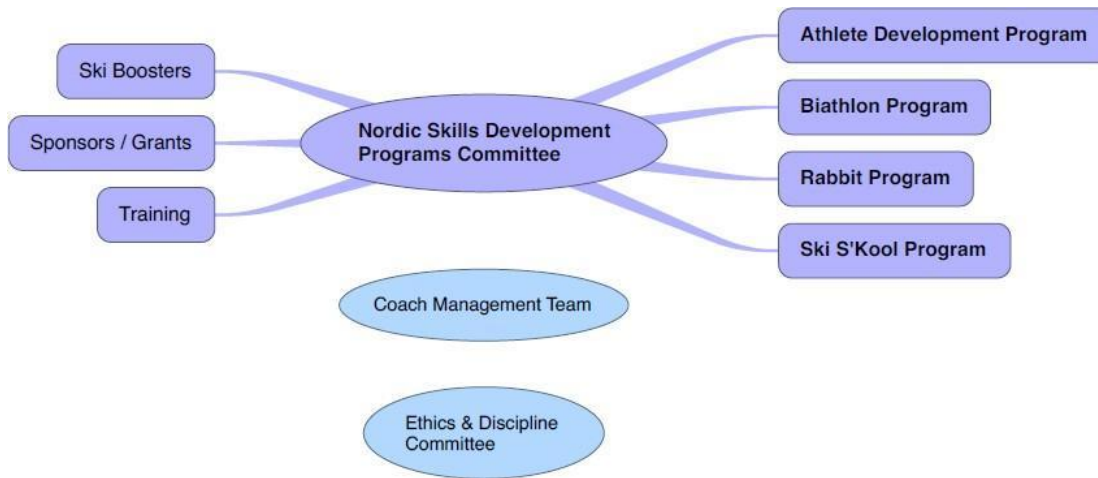 Ski Boosters
Sponsors / Grants
Training
Nordic Skills Development
Programs Committee
Athlete Development Program
Biathlon Program
Rabbit Program
Ski S'Kool Program
Coach Management Team
Ethics & Discipline
Committee